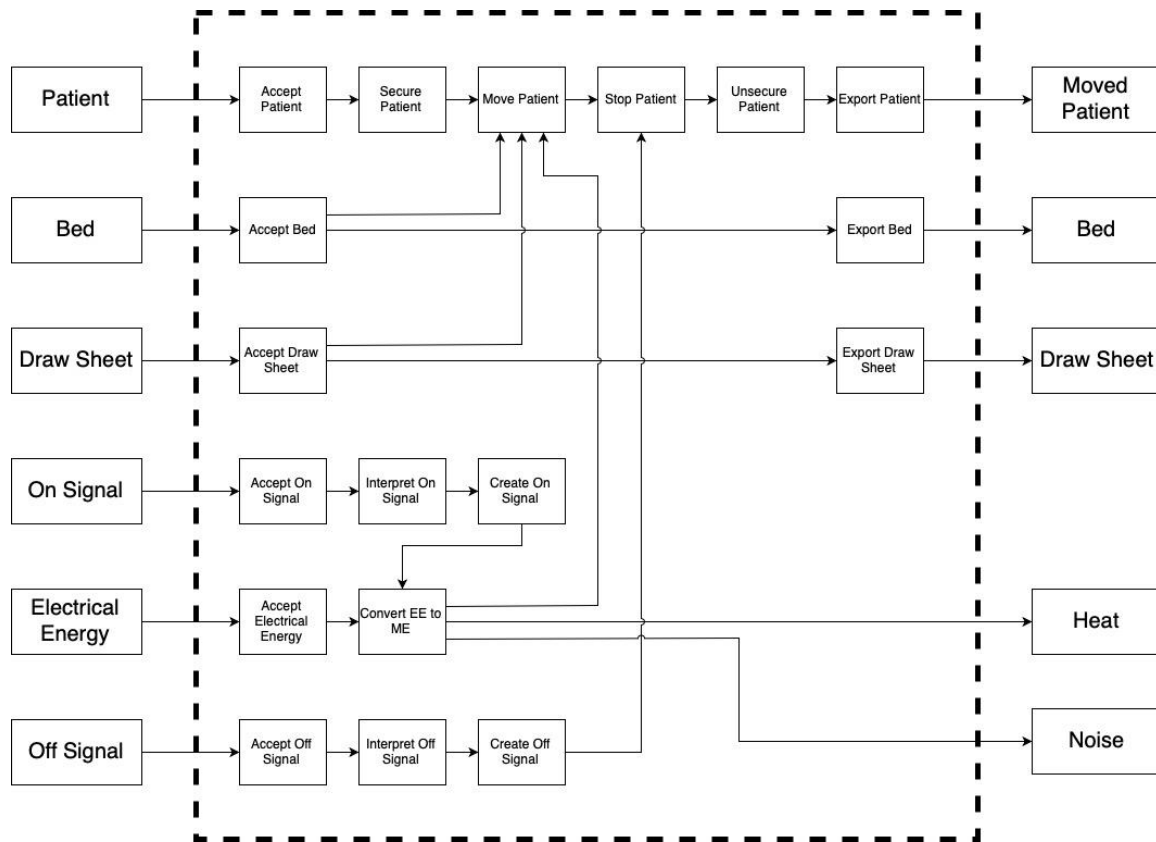 Patient
Accept
Patient
Secure
Patient
Move Patient
Stop Patient
Unsecure
Patient
Export Patient
Moved
Patient
Bed
Accept Bed
Export Bed
Bed
Draw Sheet
Accept Draw
Sheet
Export Draw
Sheet
Draw Sheet
On Signal
Accept On
Signal
Interpret On
Signal
Create On
Signal
Electrical
Energy
Accept
Electrical
Energy
Convert EE to
ME
Heat
Off Signal
Accept Off
Signal
Interpret Off
Signal
Create Off
Signal
Noise